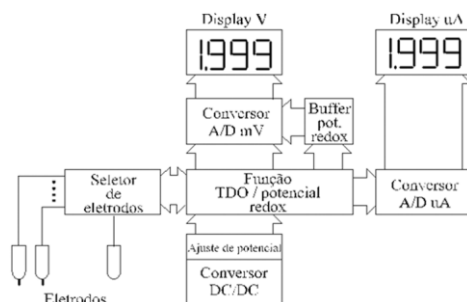 Display V
Display uA
1.999
1.999
Conversor
A/D mV
Buffer
pot.
redox
Seletor
de
eletrodos
Função
TDO / potencial
redox
Conversor
A/D uA
Ajuste de potencial
Conversor
DC/DC
Eletrodos